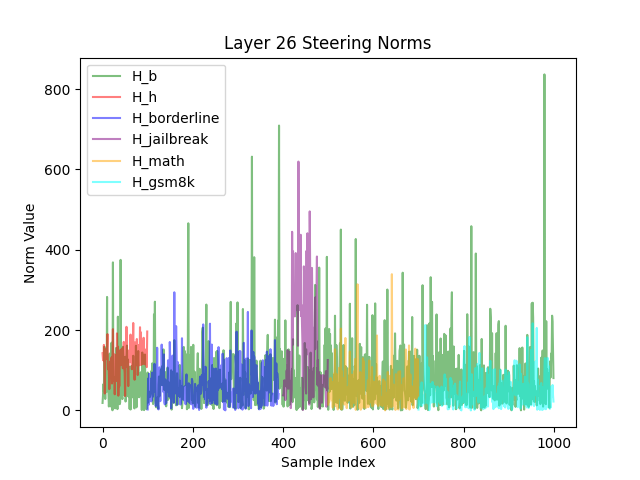 Layer 26 Steering Norms
H_b
H_h
H_borderline
H_jailbreak
H_math
H_gsm8k
Norm Value
800
600
400
200
0
0 200 400 600 800 1000
Sample Index